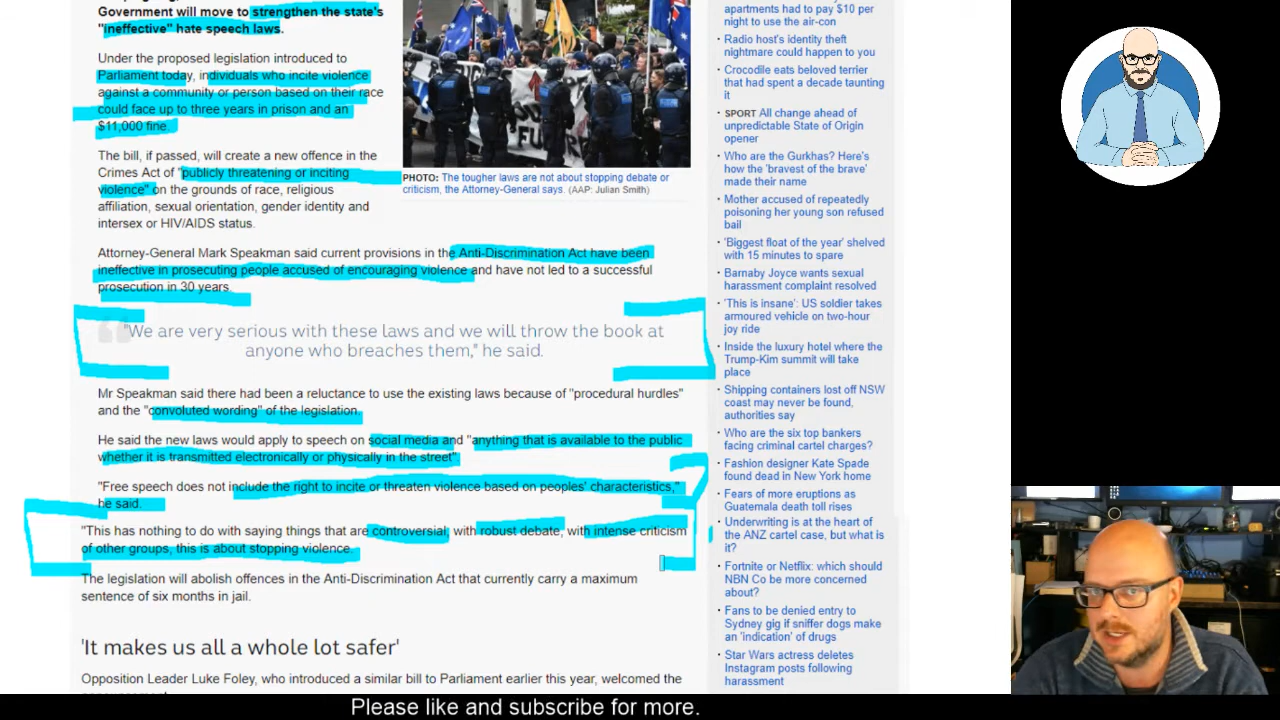 Government will move to strengthen the state's
"ineffective" hate speech laws.
Under the proposed legislation introduced to
Parliament today, individuals who incite violence
against a community or person based on their race
could face up to three years in prison and an
$11,000 fine.
The bill, if passed, will create a new offence in the
Crimes Act of "publicly threatening or inciting
violence" on the grounds of race, religious
affiliation, sexual orientation, gender identity and
intersex or HIV/AIDS status.
PHOTO: The tougher laws are not about stopping debate or
criticism, the Attorney-General says. (AAP: Julian Smith)
Attorney-General Mark Speakman said current provisions in the Anti-Discrimination Act have been
ineffective in prosecuting people accused of encouraging violence and have not led to a successful
prosecution in 30 years.
"We are very serious with these laws and we will throw the book at
anyone who breaches them," he said.
Mr Speakman said there had been a reluctance to use the existing laws because of "procedural hurdles"
and the "convoluted wording" of the legislation.
He said the new laws would apply to speech on social media and "anything that is available to the public
whether it is transmitted electronically or physically in the street"
"Free speech does not include the right to incite or threaten violence based on peoples' characteristics,"
he said.
"This has nothing to do with saying things that are controversial, with robust debate, with intense criticism
of other groups, this is about stopping violence.
The legislation will abolish offences in the Anti-Discrimination Act that currently carry a maximum
sentence of six months in jail.
'It makes us all a whole lot safer'
Opposition Leader Luke Foley, who introduced a similar bill to Parliament earlier this year, welcomed the
apartments had to pay $10 per
night to use the air-con
Radio host's identity theft
nightmare could happen to you
Crocodile eats beloved terrier
that had spent a decade taunting
it
SPORT All change ahead of
unpredictable State of Origin
opener
Who are the Gurkhas? Here's
how the 'bravest of the brave'
made their name
Mother accused of repeatedly
poisoning her young son refused
bail
'Biggest float of the year' shelved
with 15 minutes to spare
Barnaby Joyce wants sexual
harassment complaint resolved
'This is insane': US soldier takes
armoured vehicle on two-hour
joy ride
Inside the luxury hotel where the
Trump-Kim summit will take
place
Shipping containers lost off NSW
coast may never be found,
authorities say
Who are the six top bankers
facing criminal cartel charges?
Fashion designer Kate Spade
found dead in New York home
Fears of more eruptions as
Guatemala death toll rises
Underwriting is at the heart of
the ANZ cartel case, but what is
it?
Fortnite or Netflix: which should
NBN Co be more concerned
about?
Fans to be denied entry to
Sydney gig if sniffer dogs make
an 'indication' of drugs
Star Wars actress deletes
Instagram posts following
harassment
Please like and subscribe for more.